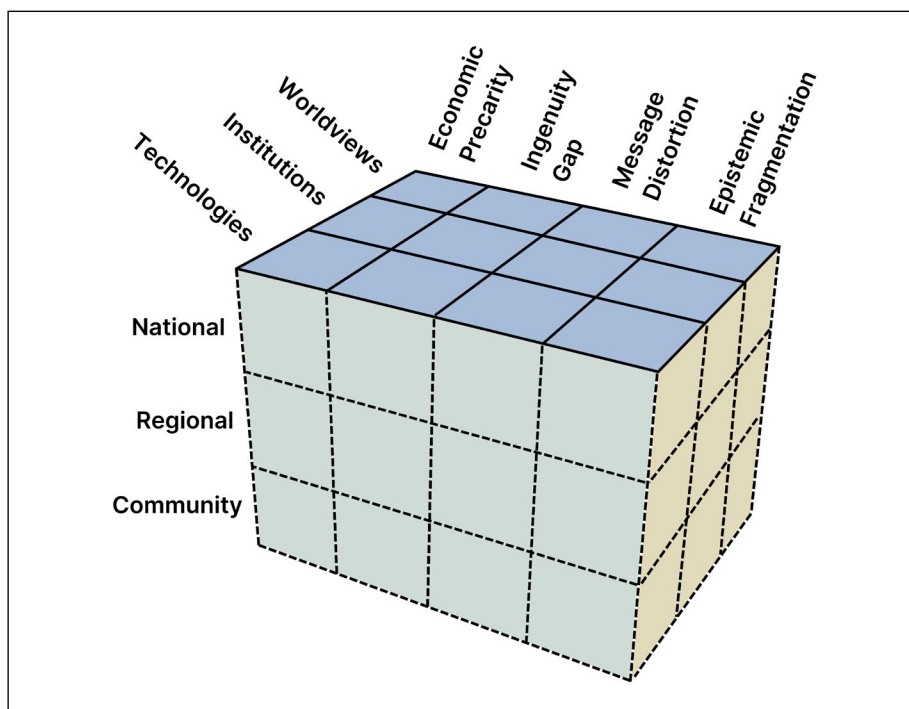 Technologies
Institutions
Worldviews
Economic
Precarity
Ingenuity
Gap
Message
Distortion
Epistemic
Fragmentation
National
Regional
Community